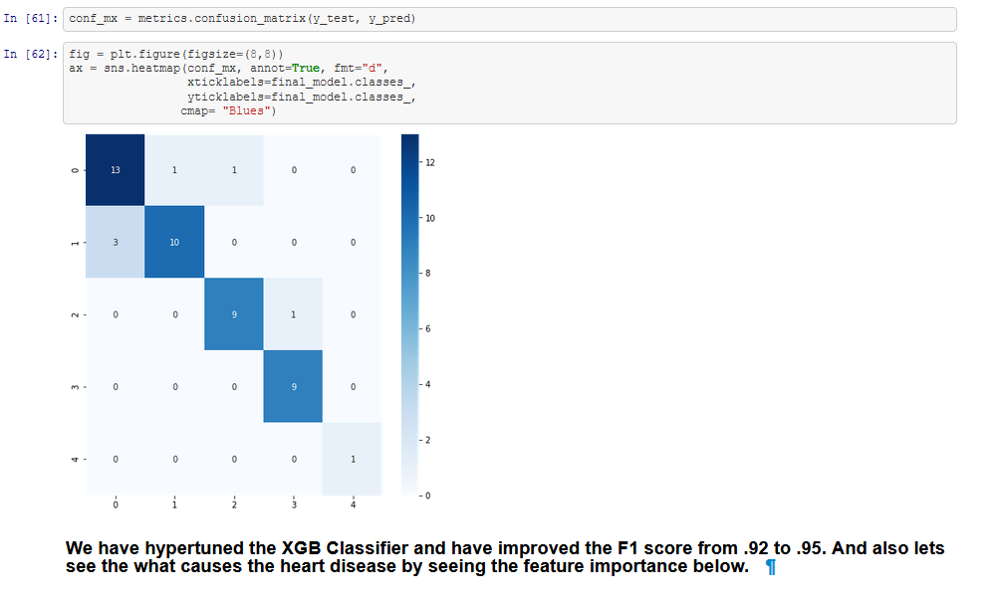 In [61]: conf_mx = metrics.confusion_matrix(y_test, y_pred)
In [62]: fig = plt.figure(figsize=(8,8))
ax = sns.heatmap(conf_mx, annot=True, fmt="d",
xticklabels=final_model.classes_,
yticklabels=final_model.classes_,
cmap= "Blues")
0 13 1 1 0 0
1 3 10 0 0 0
2 0 0 9 1 0
3 0 0 0 9 0
4 0 0 0 0 1
0 1 2 3 4
12
10
8
6
4
2
0
We have hypertuned the XGB Classifier and have improved the F1 score from .92 to .95. And also lets
see the what causes the heart disease by seeing the feature importance below. ¶